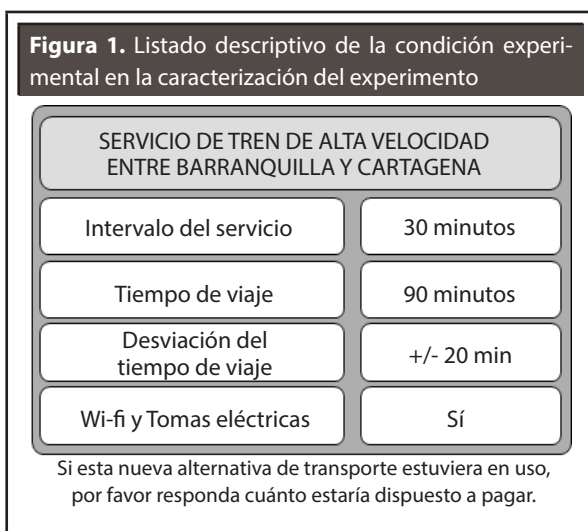 Figura 1. Listado descriptivo de la condición experi-
mental en la caracterización del experimento
SERVICIO DE TREN DE ALTA VELOCIDAD
ENTRE BARRANQUILLA Y CARTAGENA
Intervalo del servicio
30 minutos
Tiempo de viaje
90 minutos
Desviación del
tiempo de viaje
+/- 20 min
Wi-fi y Tomas eléctricas
Sí
Si esta nueva alternativa de transporte estuviera en uso,
por favor responda cuánto estaría dispuesto a pagar.